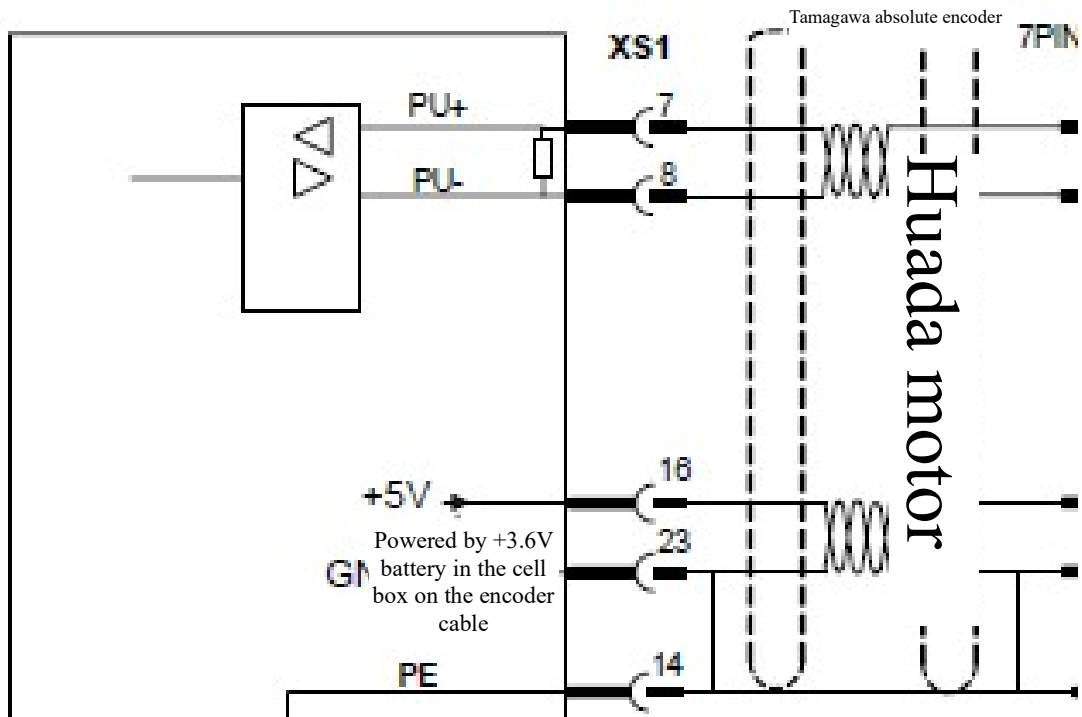 Tamagawa absolute encoder
XS1
7PIN
PU+
7
PU-
8
Huada motor
+5V
16
Powered by +3.6V
battery in the cell
box on the encoder
cable
23
PE
14